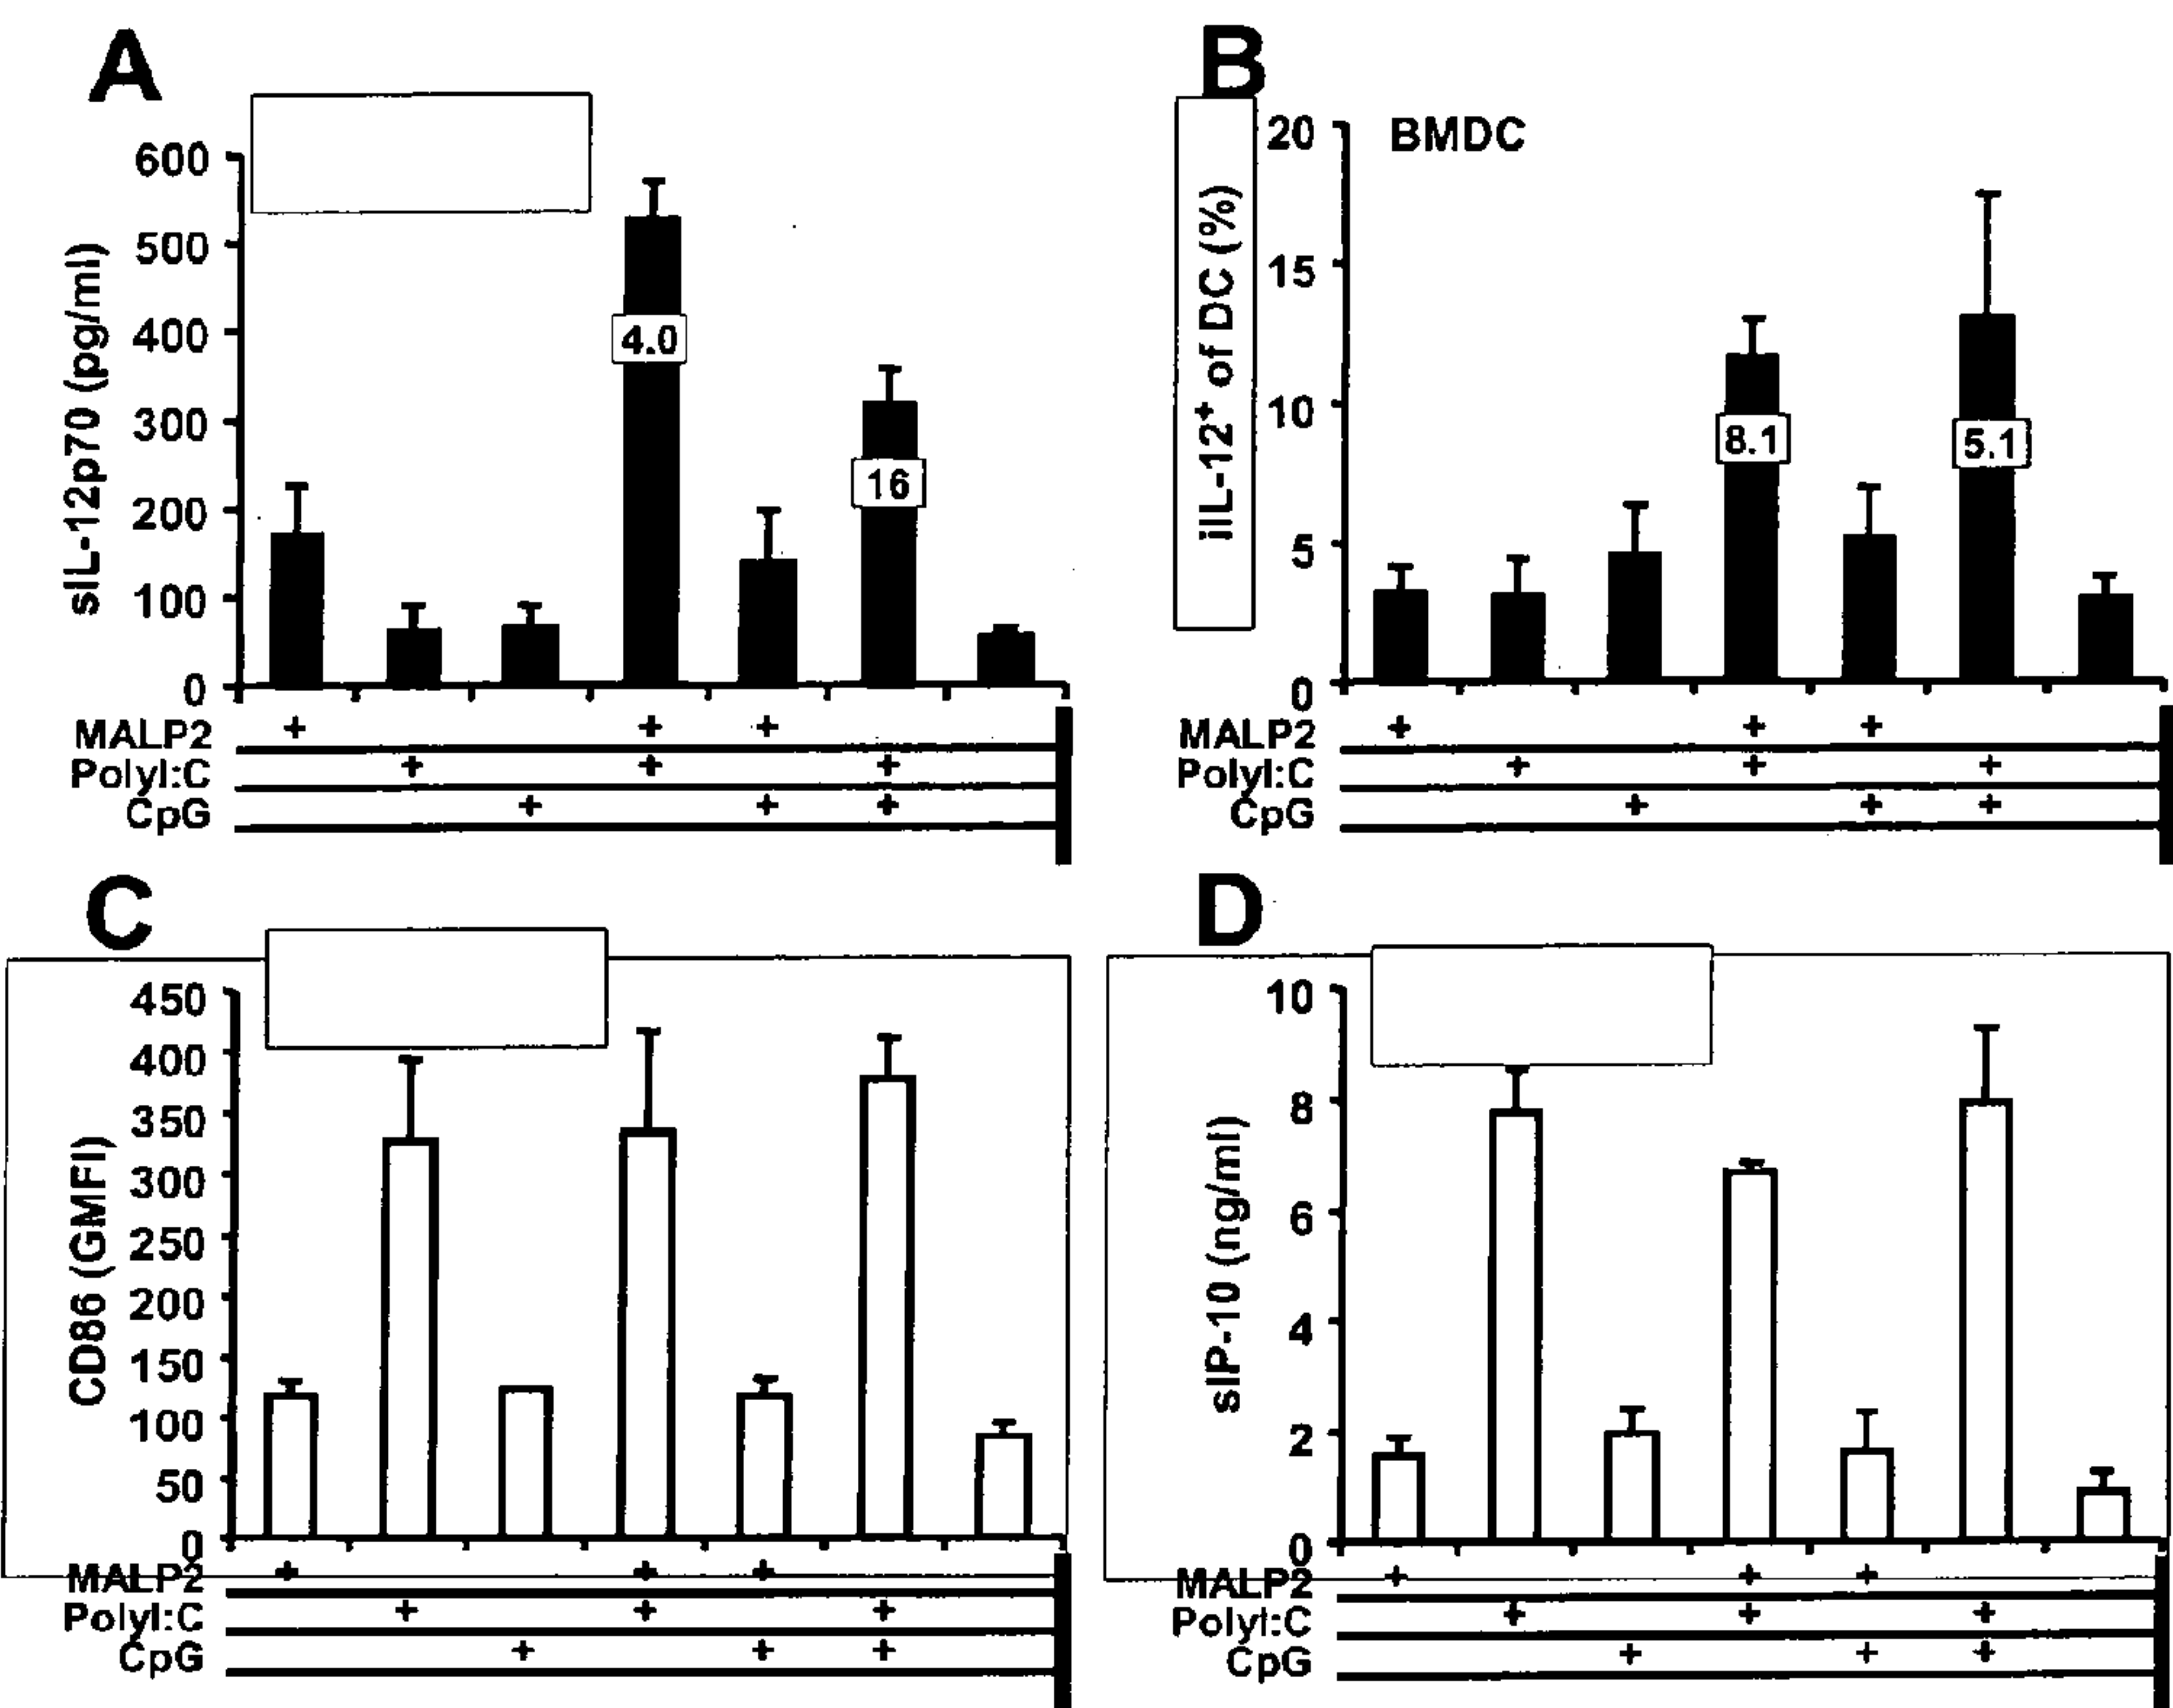 A
sIL-12p70 (pg/ml)
600
500
400
300
200
100
0
4.0
16
MALP2 + + +
PolyI:C + + +
CpG + + +
B
iIL-12+ of DC (%)
BMDC
20
15
10
5
0
8.1
5.1
MALP2 + + +
PolyI:C + + +
CpG + + +
C
CD86 (GMFI)
450
400
350
300
250
200
150
100
50
0
MALP2 + + +
PolyI:C + + +
CpG + + +
D
sIP-10 (ng/ml)
10
8
6
4
2
0
MALP2 + + +
PolyI:C + + +
CpG + + +